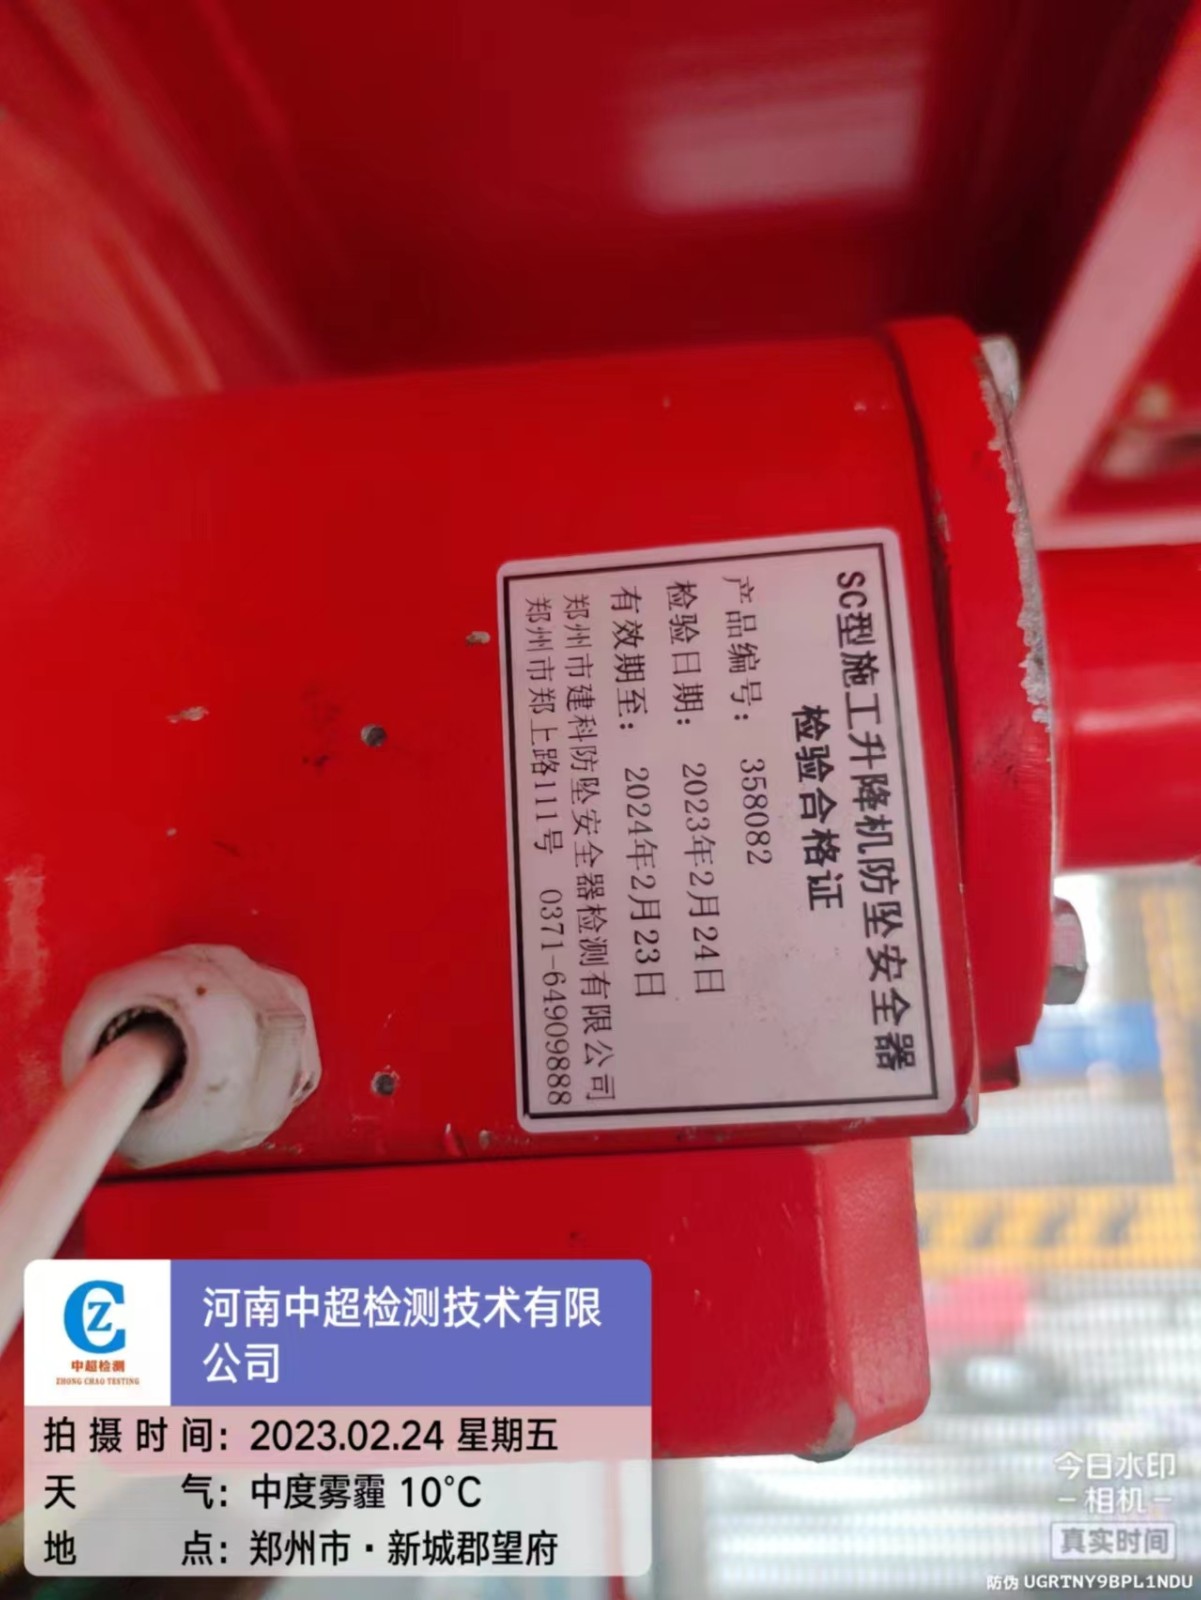 SC型施工升降机防坠安全器
检验合格证
产品编号: 358082
检验日期: 2023年2月24日
有效期至: 2024年2月23日
郑州市建科防坠安全器检测有限公司
郑州市郑上路111号 0371-64909888
CZ
中超检测
ZHONG CHAO TESTING
河南中超检测技术有限
公司
拍摄时间: 2023.02.24 星期五
天气: 中度雾霾 10°C
地点: 郑州市·新城郡望府
今日水印
相机
真实时间
防伪 UGRTNY9BPL1NDU